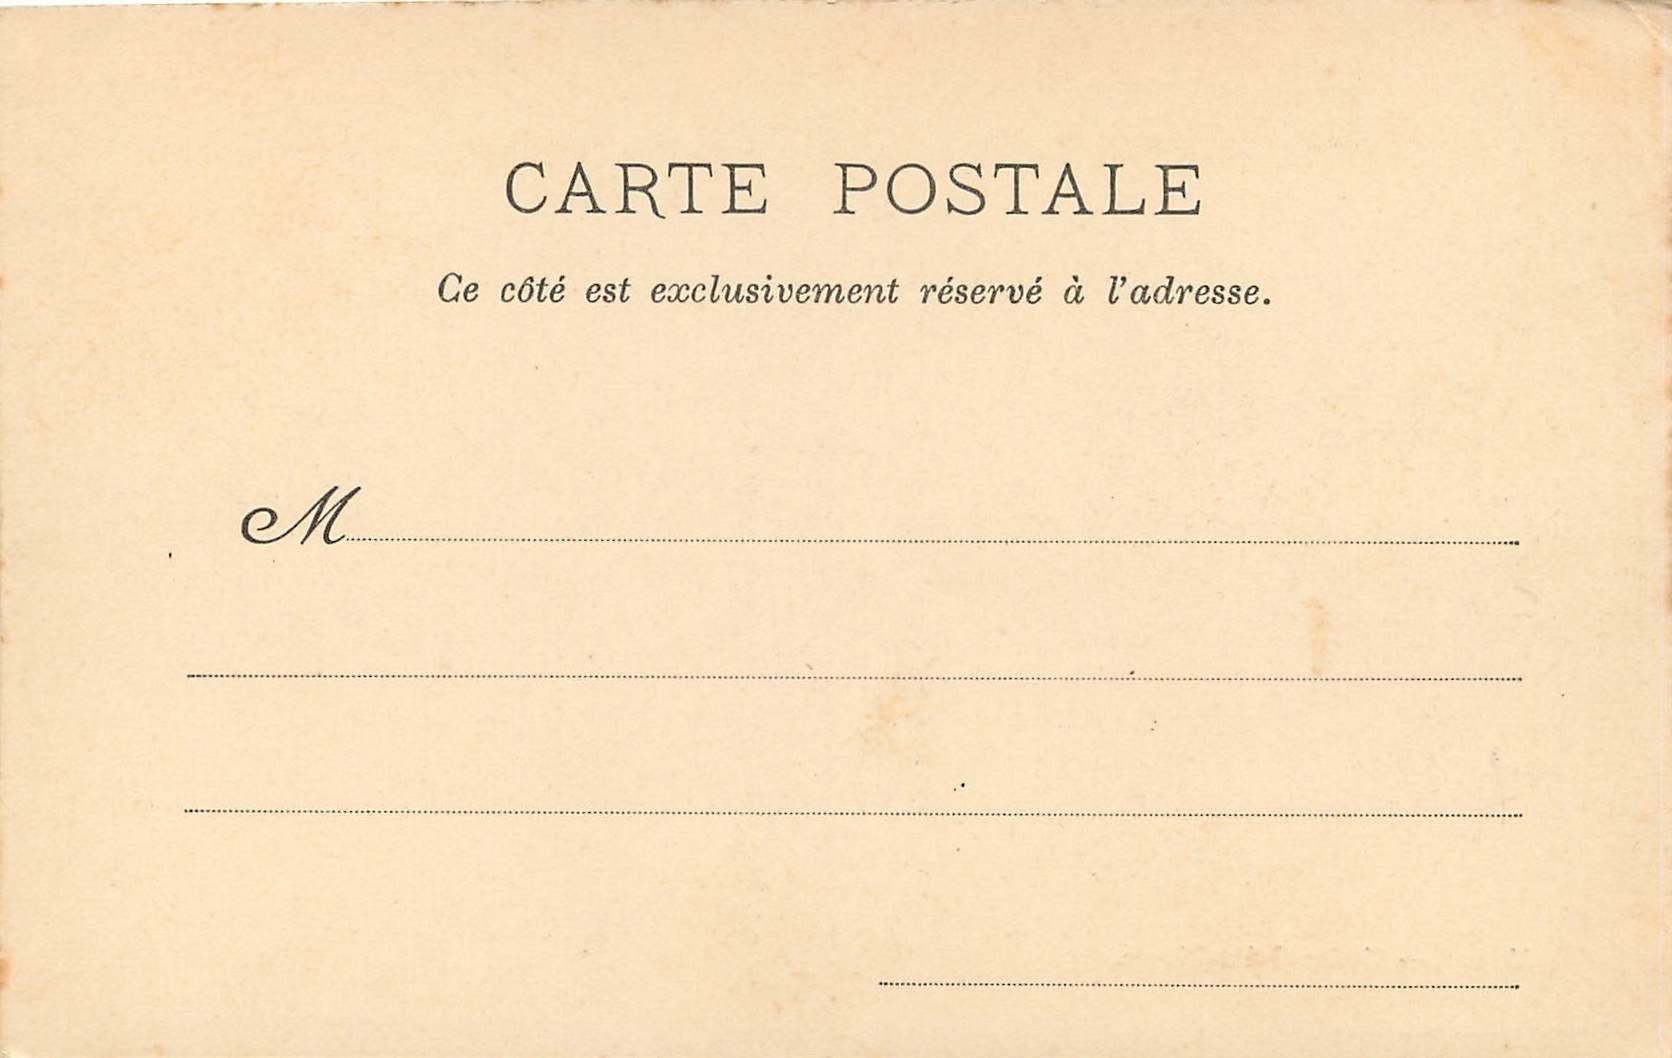 CARTE POSTALE
Ce côté est exclusivement réservé à l'adresse.
M